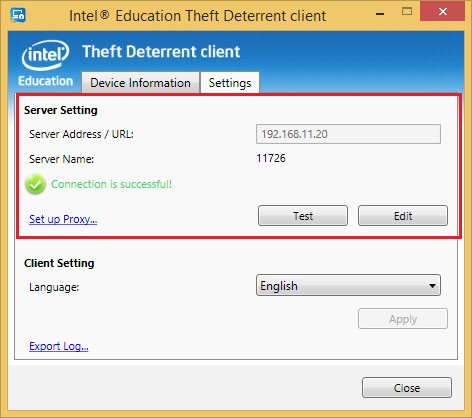 Intel® Education Theft Deterrent client
intel
Education
Theft Deterrent client
Device Information
Settings
Server Setting
Server Address / URL:
192.168.11.20
Server Name:
11726
Connection is successful!
Set up Proxy...
Test
Edit
Client Setting
Language:
English
Apply
Export Log...
Close